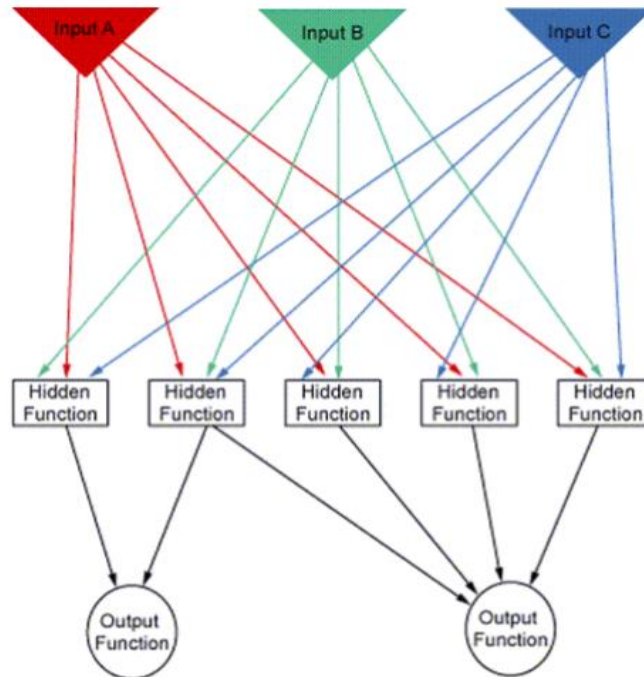 Input A
Input B
Input C
Hidden
Function
Hidden
Function
Hidden
Function
Hidden
Function
Hidden
Function
Output
Function
Output
Function